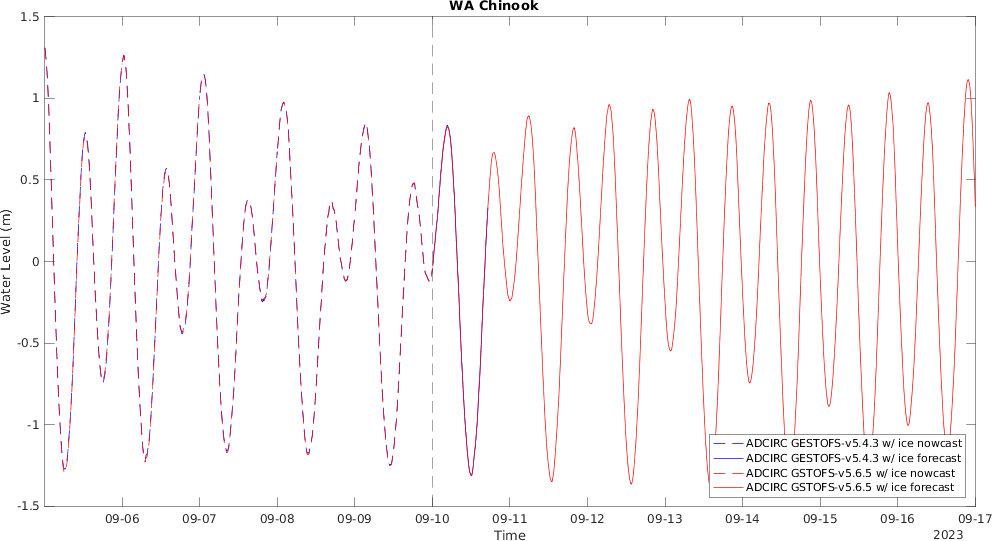 WA Chinook
1.5
1
0.5
0
-0.5
-1
-1.5
Water Level (m)
ADCIRC GESTOFS-v5.4.3 w/ ice nowcast
ADCIRC GESTOFS-v5.4.3 w/ ice forecast
ADCIRC GSTOFS-v5.6.5 w/ ice nowcast
ADCIRC GSTOFS-v5.6.5 w/ ice forecast
09-06 09-07 09-08 09-09 09-10 09-11 09-12 09-13 09-14 09-15 09-16 09-17
Time
2023